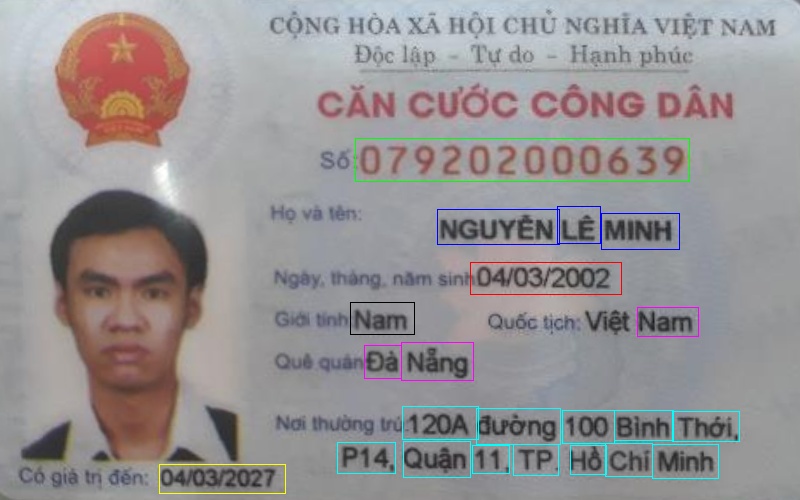 CỘNG HÒA XÃ HỘI CHỦ NGHĨA VIỆT NAM
Độc lập - Tự do - Hạnh phúc
CĂN CƯỚC CÔNG DÂN
Số: 079202000639
Họ và tên: NGUYỄN LÊ MINH
Ngày, tháng, năm sinh: 04/03/2002
Giới tính: Nam Quốc tịch: Việt Nam
Quê quán: Đà Nẵng
Nơi thường trú: 120A đường 100 Bình Thới,
P14, Quận 11, TP. Hồ Chí Minh
Có giá trị đến: 04/03/2027